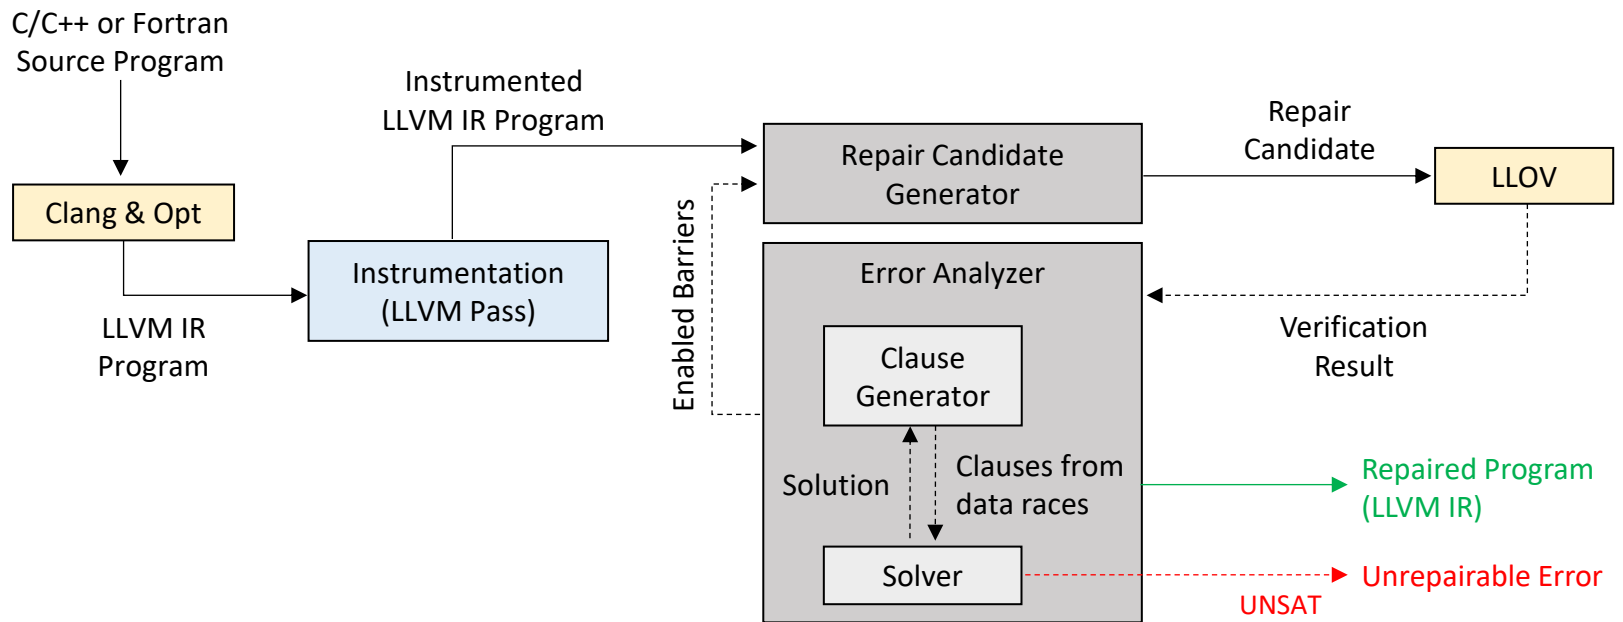 C/C++ or Fortran
Source Program
Clang & Opt
LLVM IR
Program
Instrumentation
(LLVM Pass)
Instrumented
LLVM IR Program
Repair Candidate
Generator
Enabled Barriers
Repair
Candidate
LLOV
Verification
Result
Error Analyzer
Clause
Generator
Solution
Clauses from
data races
Solver
Repaired Program
(LLVM IR)
UNSAT
Unrepairable Error